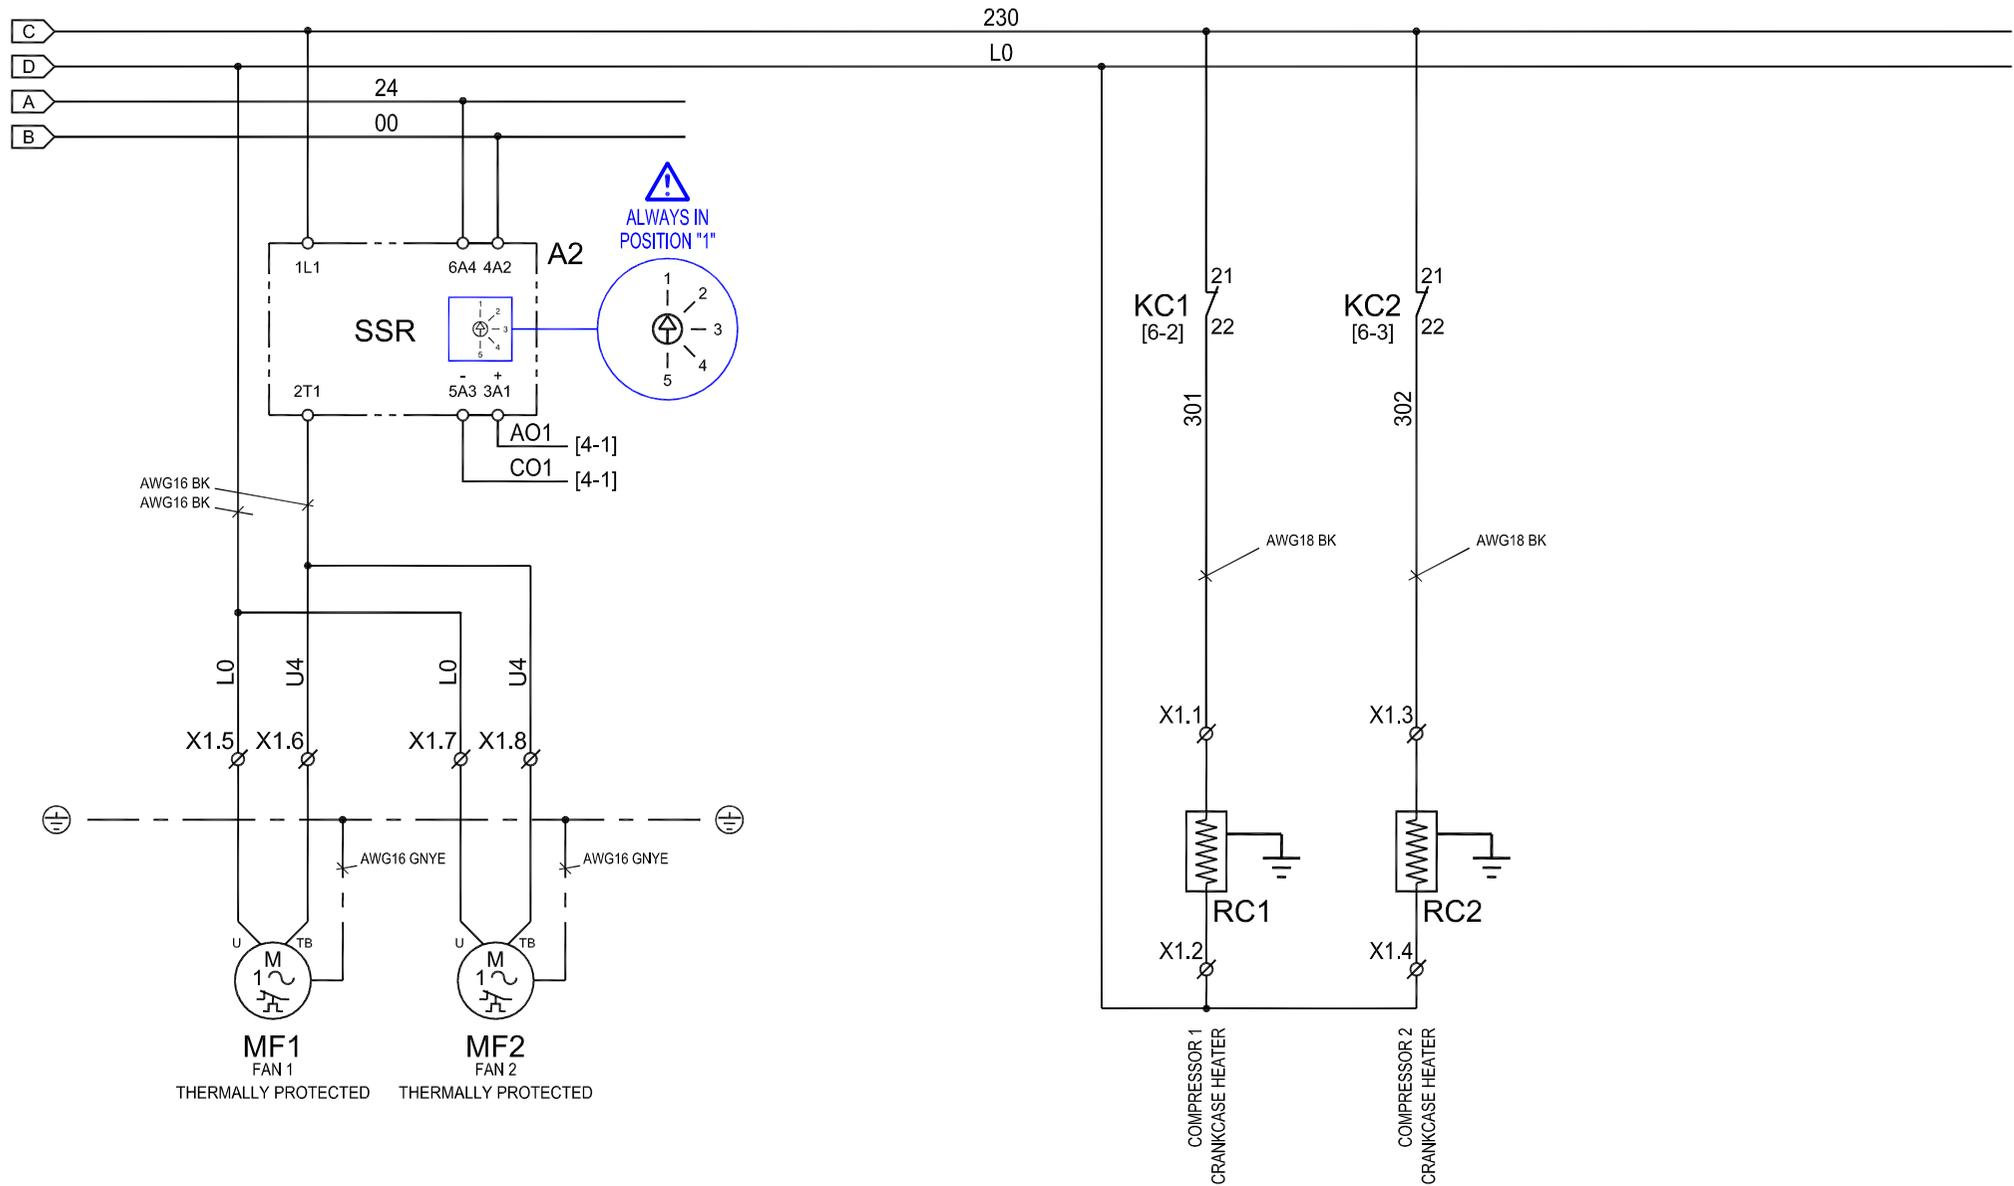 C
230
D
L0
A
24
B
00
ALWAYS IN
POSITION "1"
A2
1L1
6A4
4A2
SSR
1
2
3
4
5
1
2
3
4
5
-
+
2T1
5A3
3A1
AO1
[4-1]
CO1
[4-1]
AWG16 BK
AWG16 BK
L0
U4
L0
U4
X1.5
X1.6
X1.7
X1.8
AWG16 GNYE
AWG16 GNYE
U
TB
M
1
U
TB
M
1
MF1
FAN 1
THERMALLY PROTECTED
MF2
FAN 2
THERMALLY PROTECTED
21
KC1
[6-2]
22
21
KC2
[6-3]
22
301
302
AWG18 BK
AWG18 BK
X1.1
X1.3
RC1
RC2
X1.2
X1.4
COMPRESSOR 1
CRANKCASE HEATER
COMPRESSOR 2
CRANKCASE HEATER